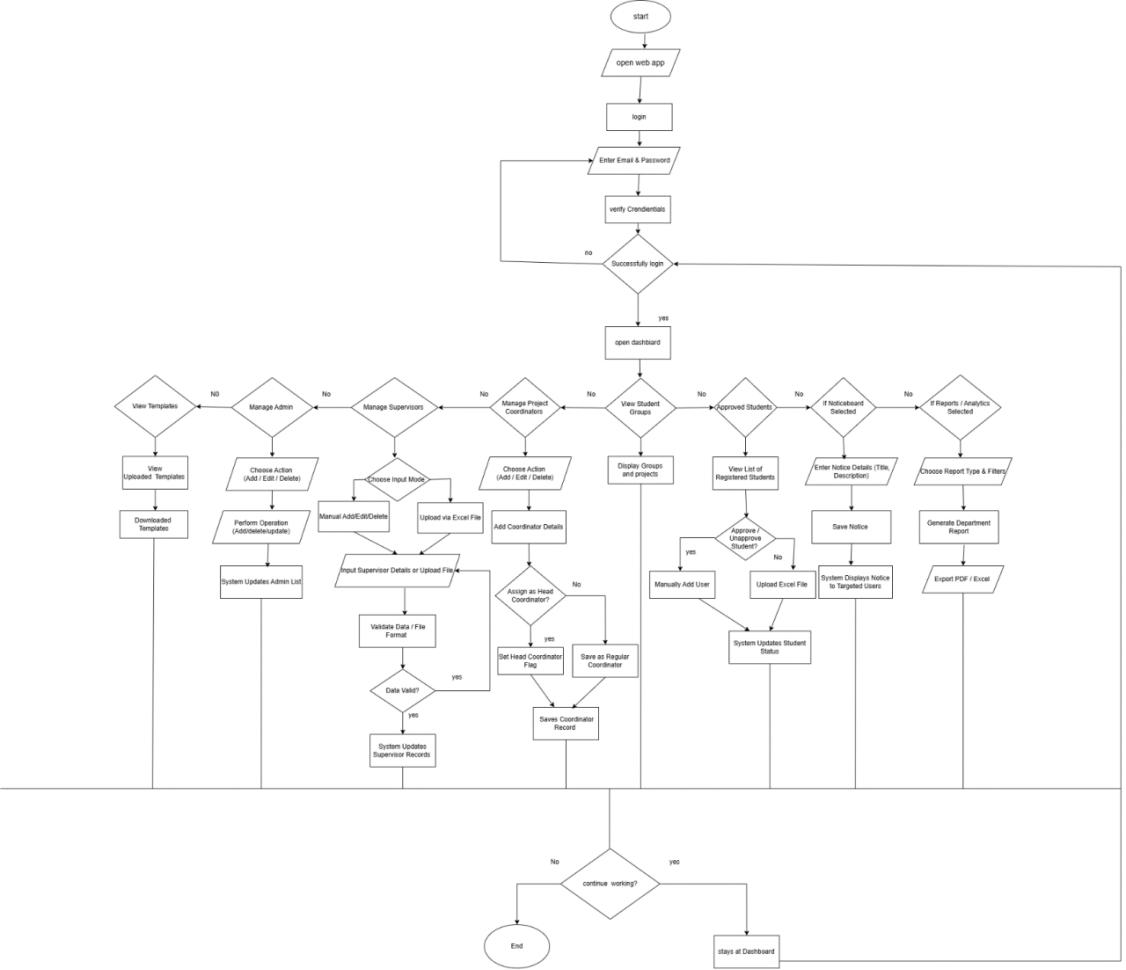 start
open web app
login
Enter Email & Password
verify Crendientials
no
Successfully login
yes
open dashbiard
View Templates
N0
Manage Admin
No
Manage Supervisors
No
Manage Project
Coordinators
No
View Student
Groups
No
Approved Students
No
If Noticeboard
Selected
No
If Reports / Analytics
Selected
View
Uploaded Templates
Downloaded
Templates
Choose Action
(Add / Edit / Delete)
Perform Operation
(Add/delete/update)
System Updates Admin List
Choose Input Mode
Manual Add/Edit/Delete
Upload via Excel File
Input Supervisor Details or Upload File
Validate Data / File
Format
Data Valid?
yes
yes
System Updates
Supervisor Records
Choose Action
(Add / Edit / Delete)
Add Coordinator Details
Assign as Head
Coordinator?
No
yes
Set Head Coordinator
Flag
Save as Regular
Coordinator
Saves Coordinator
Record
Display Groups
and projects
View List of
Registered Students
Approve /
Unapprove
Student?
yes
No
Manually Add User
Upload Excel File
System Updates Student
Status
Enter Notice Details (Title,
Description)
Save Notice
System Displays Notice
to Targeted Users
Choose Report Type & Filters
Generate Department
Report
Export PDF / Excel
No
continue working?
yes
End
stays at Dashboard